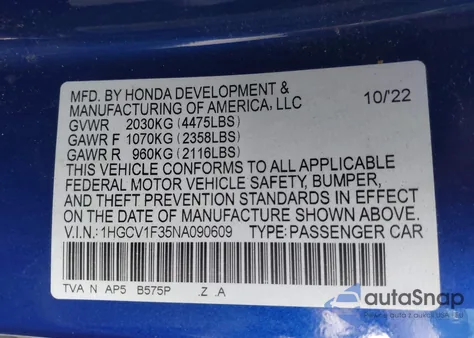 MFD. BY HONDA DEVELOPMENT &
MANUFACTURING OF AMERICA, LLC 10/22
GVWR 2030KG (4475LBS)
GAWR F 1070KG (2358LBS)
GAWR R 960KG (2116LBS)
THIS VEHICLE CONFORMS TO ALL APPLICABLE
FEDERAL MOTOR VEHICLE SAFETY, BUMPER,
AND THEFT PREVENTION STANDARDS IN EFFECT
ON THE DATE OF MANUFACTURE SHOWN ABOVE.
V.I.N.: 1HGCV1F35NA090609 TYPE: PASSENGER CAR
TVA N AP5 B575P .Z .A
autoSnap